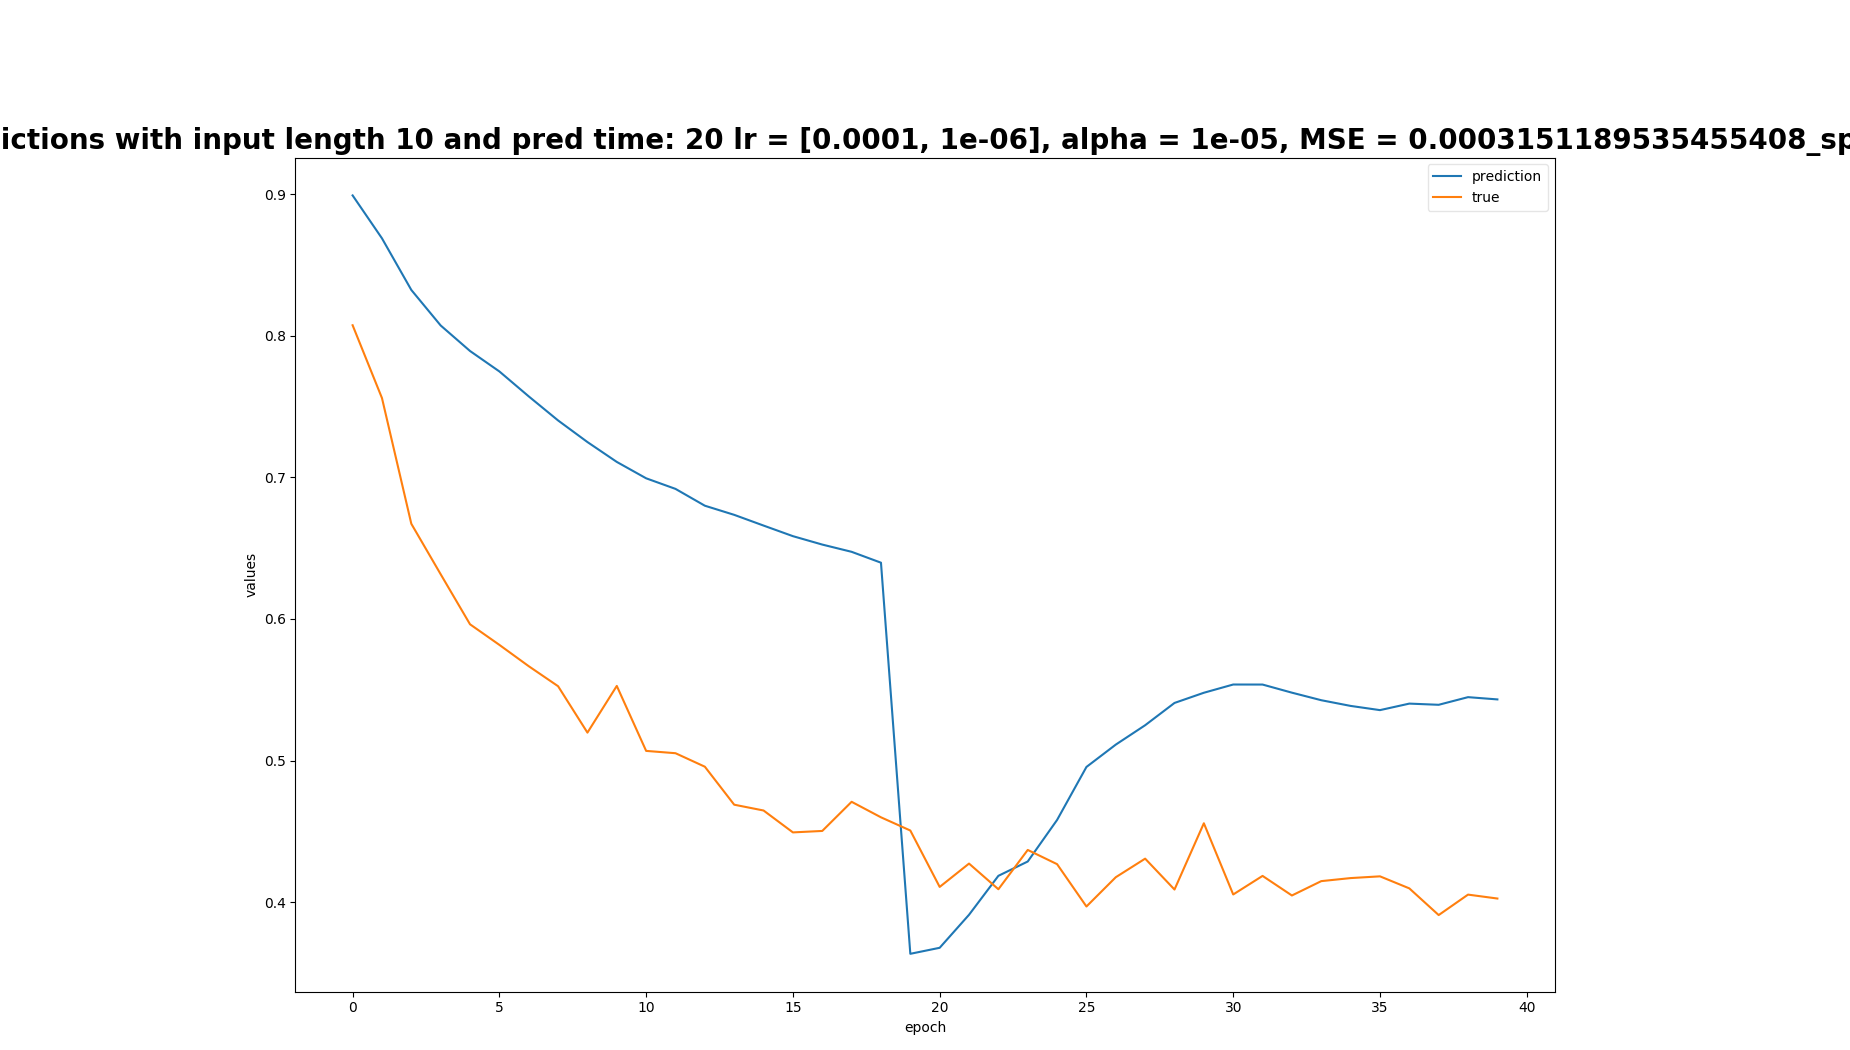 ictions with input length 10 and pred time: 20 lr = [0.0001, 1e-06], alpha = 1e-05, MSE = 0.0003151189535455408_sp
prediction
true
0.9
0.8
0.7
0.6
0.5
0.4
values
0 5 10 15 20 25 30 35 40
epoch